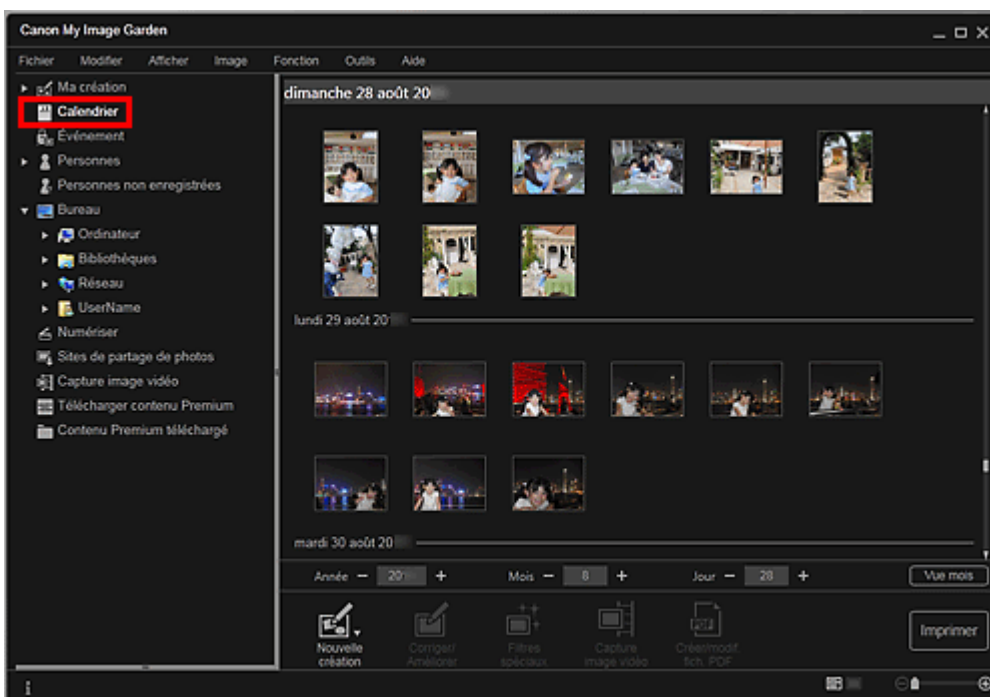 Canon My Image Garden
Fichier Modifier Afficher Image Fonction Outils Aide
Ma création
Calendrier
Événement
Personnes
Personnes non enregistrées
Bureau
Ordinateur
Bibliothèques
Réseau
UserName
Numériser
Sites de partage de photos
Capture image vidéo
Télécharger contenu Premium
Contenu Premium téléchargé
dimanche 28 août 20
lundi 29 août 20
mardi 30 août 20
Année − 20 + Mois − 8 + Jour − 28 + Vue mois
Nouvelle création
Corriger/ Améliorer
Filtres spéciaux
Capture image vidéo
Créer/modif. fich. PDF
Imprimer